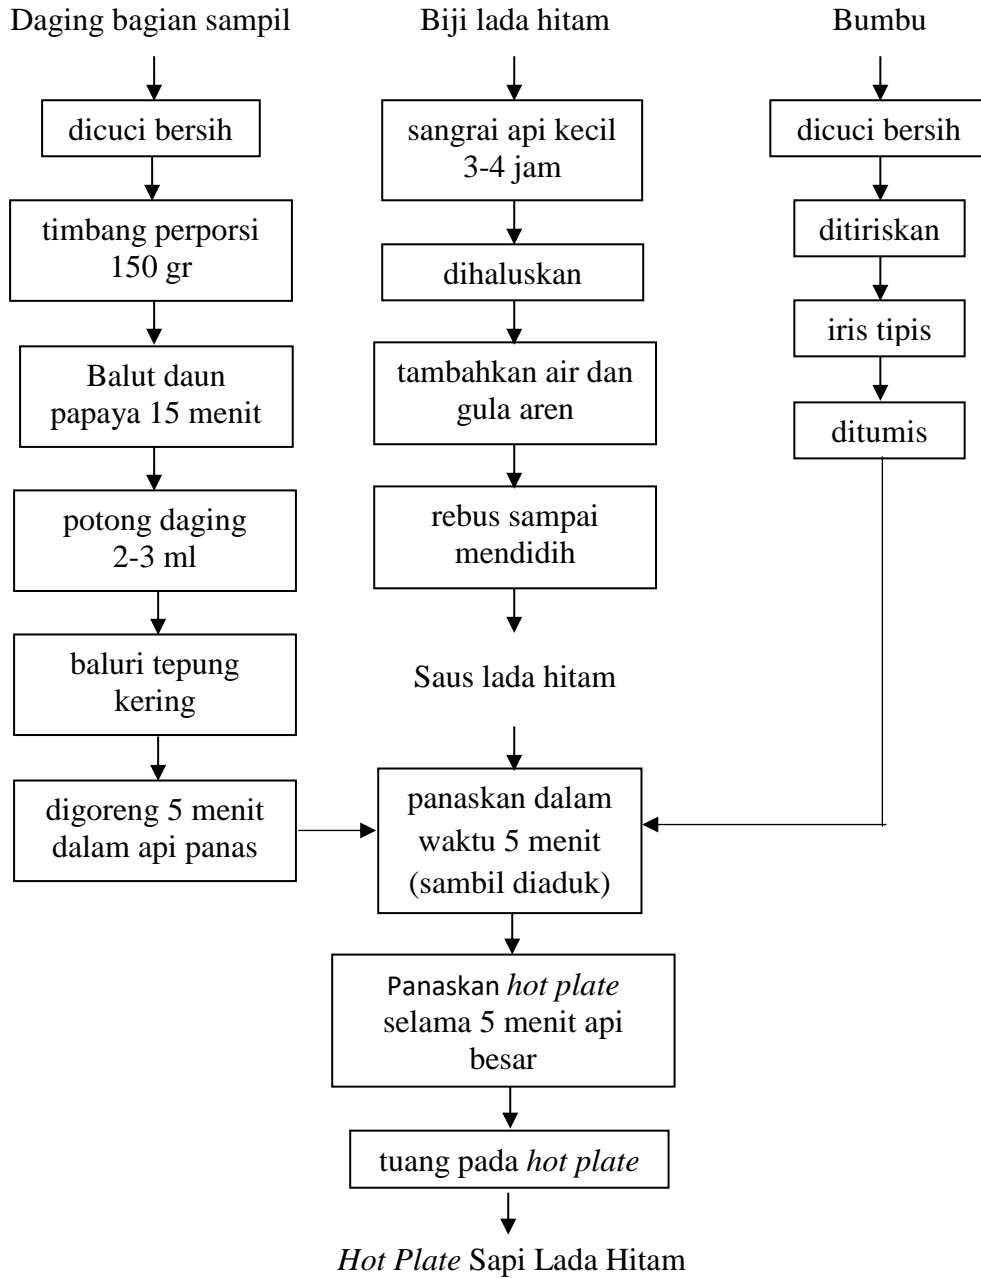 Daging bagian sampil
Biji lada hitam
Bumbu
dicuci bersih
timbang perporsi
150 gr
Balut daun
papaya 15 menit
potong daging
2-3 ml
baluri tepung
kering
digoreng 5 menit
dalam api panas
sangrai api kecil
3-4 jam
dihaluskan
tambahkan air dan
gula aren
rebus sampai
mendidih
Saus lada hitam
dicuci bersih
ditiriskan
iris tipis
ditumis
panaskan dalam
waktu 5 menit
(sambil diaduk)
Panaskan hot plate
selama 5 menit api
besar
tuang pada hot plate
Hot Plate Sapi Lada Hitam